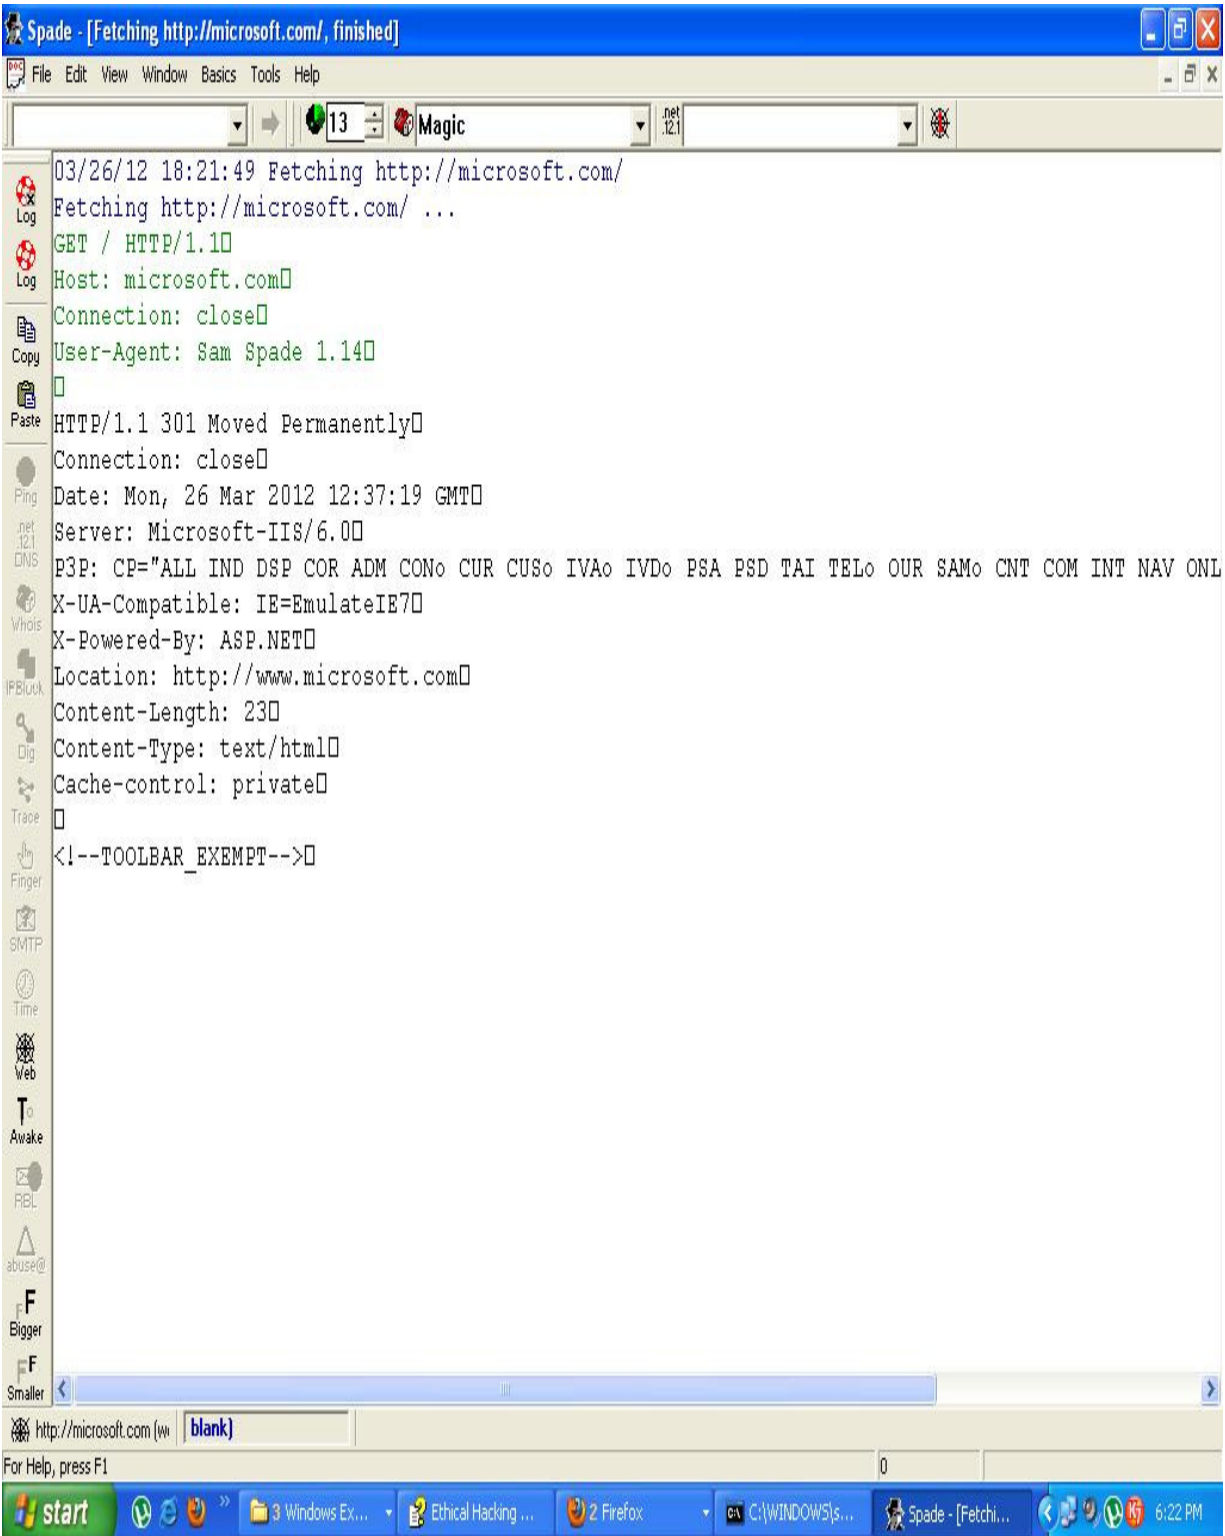 Spade - [Fetching http://microsoft.com/, finished]
File Edit View Window Basics Tools Help
13 Magic .net .12.1
03/26/12 18:21:49 Fetching http://microsoft.com/
Fetching http://microsoft.com/ ...
GET / HTTP/1.1
Host: microsoft.com
Connection: close
User-Agent: Sam Spade 1.14
HTTP/1.1 301 Moved Permanently
Connection: close
Date: Mon, 26 Mar 2012 12:37:19 GMT
Server: Microsoft-IIS/6.0
P3P: CP="ALL IND DSP COR ADM CONo CUR CUSo IVAo IVDo PSA PSD TAI TELo OUR SAMo CNT COM INT NAV ONL
X-UA-Compatible: IE=EmulateIE7
X-Powered-By: ASP.NET
Location: http://www.microsoft.com
Content-Length: 23
Content-Type: text/html
Cache-control: private
<!--TOOLBAR_EXEMPT-->
Log
Log
Copy
Paste
Ping
.net
.12.1
DNS
Whois
IPBlock
Dig
Trace
Finger
SMTP
Time
Web
Awake
RBL
abuse@
Bigger
Smaller
http://microsoft.com (w blank)
For Help, press F1 0
start 3 Windows Ex... Ethical Hacking ... 2 Firefox C:\WINDOWS\s... Spade - [Fetchi... 6:22 PM